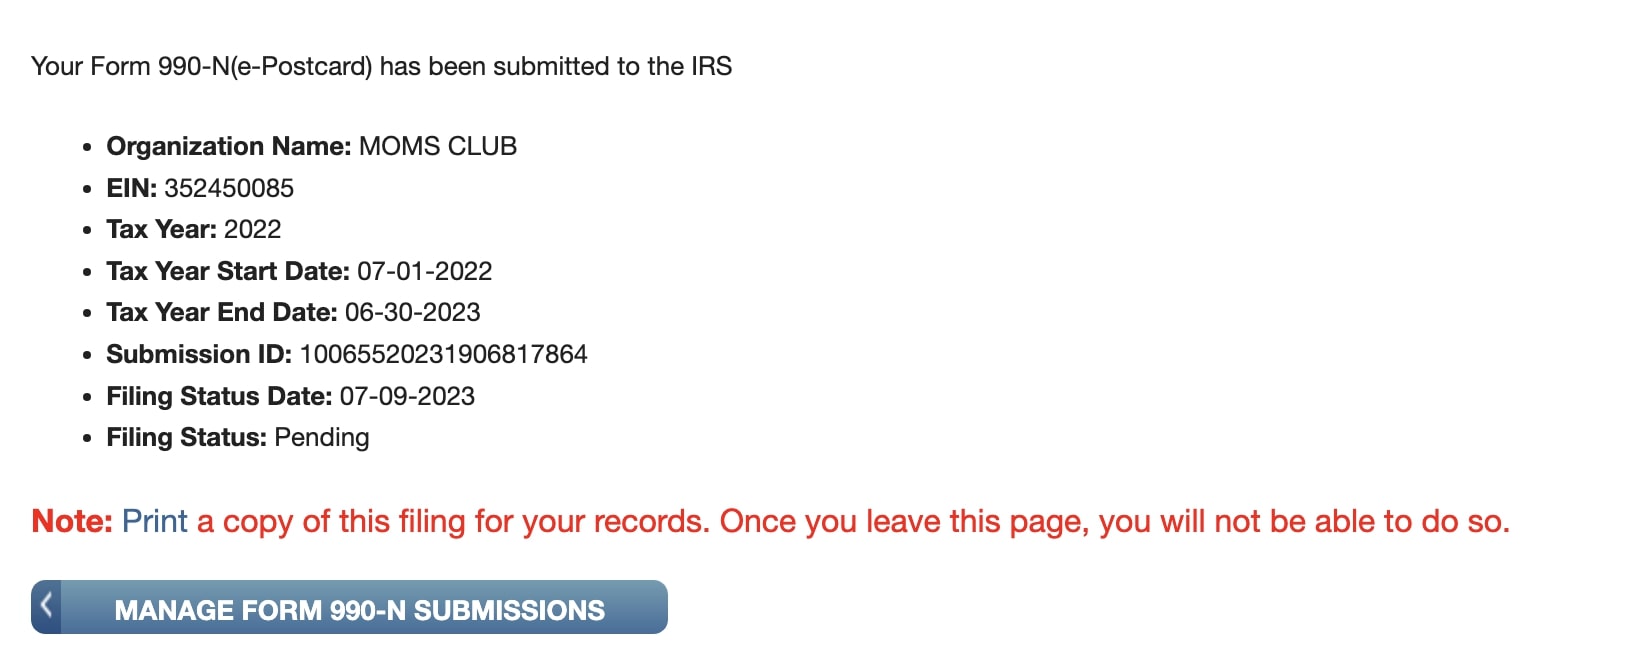 Your Form 990-N(e-Postcard) has been submitted to the IRS
Organization Name: MOMS CLUB
EIN: 352450085
Tax Year: 2022
Tax Year Start Date: 07-01-2022
Tax Year End Date: 06-30-2023
Submission ID: 10065520231906817864
Filing Status Date: 07-09-2023
Filing Status: Pending
Note: Print a copy of this filing for your records. Once you leave this page, you will not be able to do so.
MANAGE FORM 990-N SUBMISSIONS